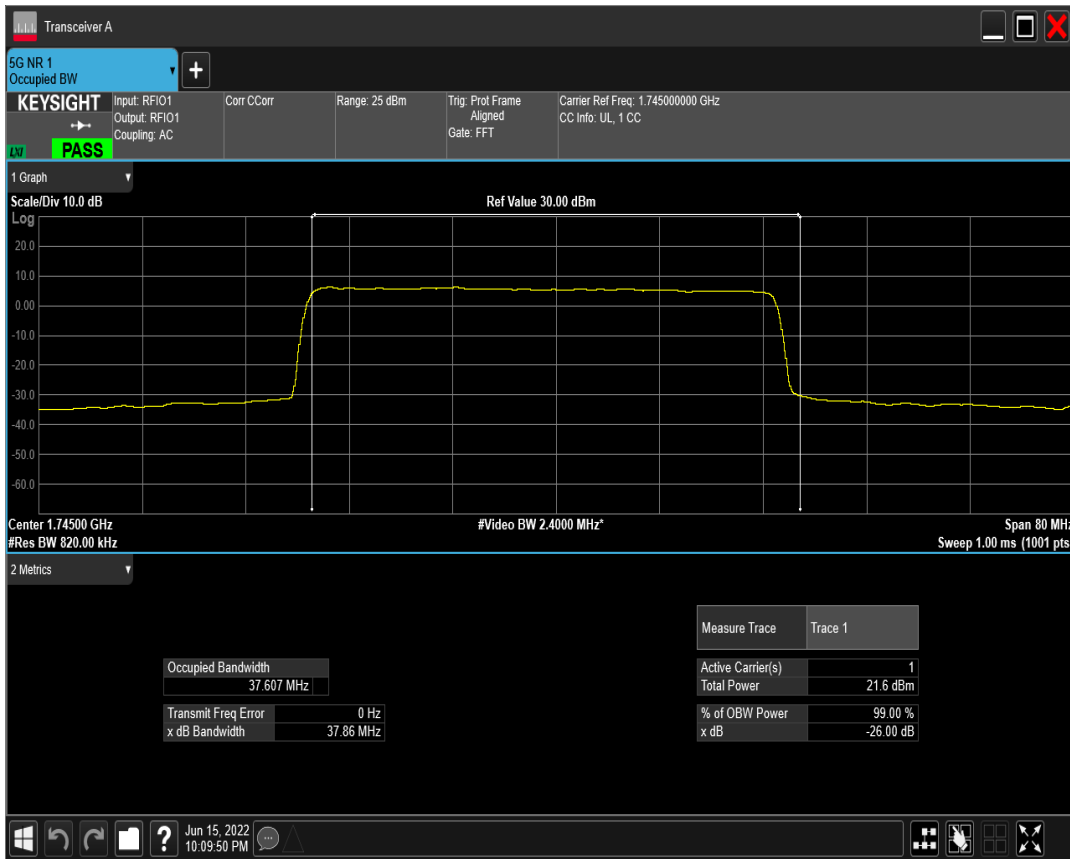 Transceiver A
5G NR 1
Occupied BW
KEYSIGHT
LXI
PASS
Input: RFIO1
Output: RFIO1
Coupling: AC
Corr CCorr
Range: 25 dBm
Trig: Prot Frame
Aligned
Gate: FFT
Carrier Ref Freq: 1.745000000 GHz
CC Info: UL, 1 CC
1 Graph
Scale/Div 10.0 dB
Ref Value 30.00 dBm
Log
20.0
10.0
0.00
-10.0
-20.0
-30.0
-40.0
-50.0
-60.0
Center 1.74500 GHz
#Video BW 2.4000 MHz*
Span 80 MHz
#Res BW 820.00 kHz
Sweep 1.00 ms (1001 pts
2 Metrics
Measure Trace Trace 1
Occupied Bandwidth
37.607 MHz
Active Carrier(s) 1
Total Power 21.6 dBm
Transmit Freq Error 0 Hz
x dB Bandwidth 37.86 MHz
% of OBW Power 99.00 %
x dB -26.00 dB
?
Jun 15, 2022
10:09:50 PM